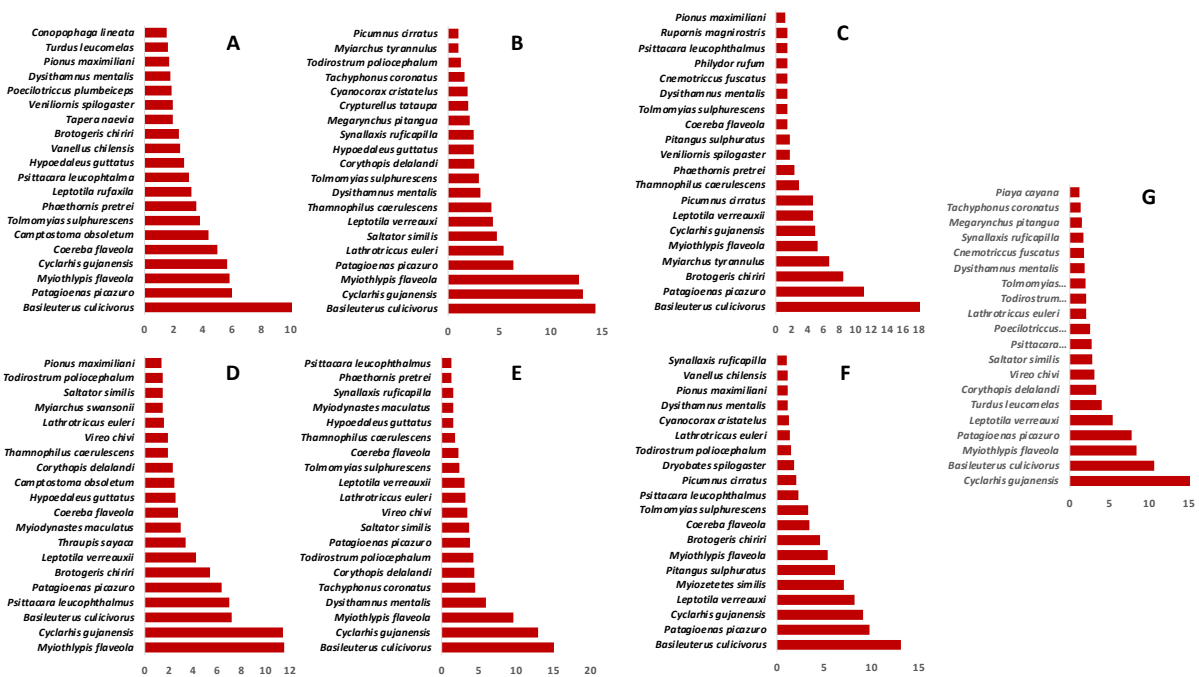 A
Conopophaga lineata
Turdus leucomelas
Pionus maximiliani
Dysithamnus mentalis
Poecilotriccus plumbeiceps
Veniliornis spilogaster
Tapera naevia
Brotogeris chiriri
Vanellus chilensis
Hypoedaleus guttatus
Psittacara leucophtalma
Leptotila rufaxila
Phaethornis pretrei
Tolmomyias sulphurescens
Camptostoma obsoletum
Coereba flaveola
Cyclarhis gujanensis
Myiothlypis flaveola
Patagioenas picazuro
Basileuterus culicivorus
0 2 4 6 8 10
B
Picumnus cirratus
Myiarchus tyrannulus
Todirostrum poliocephalum
Tachyphonus coronatus
Cyanocorax cristatelus
Crypturellus tataupa
Megarynchus pitangua
Synallaxis ruficapilla
Hypoedaleus guttatus
Corythopis delalandi
Tolmomyias sulphurescens
Dysithamnus mentalis
Thamnophilus caerulescens
Leptotila verreauxi
Saltator similis
Lathrotriccus euleri
Patagioenas picazuro
Myiothlypis flaveola
Cyclarhis gujanensis
Basileuterus culicivorus
0 5 10 15
C
Pionus maximiliani
Rupornis magnirostris
Psittacara leucophthalmus
Philydor rufum
Cnemotriccus fuscatus
Dysithamnus mentalis
Tolmomyias sulphurescens
Coereba flaveola
Pitangus sulphuratus
Veniliornis spilogaster
Phaethornis pretrei
Thamnophilus caerulescens
Picumnus cirratus
Leptotila verreauxii
Cyclarhis gujanensis
Myiothlypis flaveola
Myiarchus tyrannulus
Brotogeris chiriri
Patagioenas picazuro
Basileuterus culicivorus
0 2 4 6 8 10 12 14 16 18
D
Pionus maximiliani
Todirostrum poliocephalum
Saltator similis
Myiarchus swansonii
Lathrotriccus euleri
Vireo chivi
Thamnophilus caerulescens
Corythopis delalandi
Camptostoma obsoletum
Hypoedaleus guttatus
Coereba flaveola
Myiodynastes maculatus
Thraupis sayaca
Leptotila verreauxii
Brotogeris chiriri
Patagioenas picazuro
Psittacara leucophthalmus
Basileuterus culicivorus
Cyclarhis gujanensis
Myiothlypis flaveola
0 2 4 6 8 10 12
E
Psittacara leucophthalmus
Phaethornis pretrei
Synallaxis ruficapilla
Myiodynastes maculatus
Hypoedaleus guttatus
Thamnophilus caerulescens
Coereba flaveola
Tolmomyias sulphurescens
Leptotila verreauxii
Lathrotriccus euleri
Vireo chivi
Saltator similis
Patagioenas picazuro
Todirostrum poliocephalum
Corythopis delalandi
Tachyphonus coronatus
Dysithamnus mentalis
Myiothlypis flaveola
Cyclarhis gujanensis
Basileuterus culicivorus
0 5 10 15 20
F
Synallaxis ruficapilla
Vanellus chilensis
Pionus maximiliani
Dysithamnus mentalis
Cyanocorax cristatelus
Lathrotriccus euleri
Todirostrum poliocephalum
Dryobates spilogaster
Picumnus cirratus
Psittacara leucophthalmus
Tolmomyias sulphurescens
Coereba flaveola
Brotogeris chiriri
Myiothlypis flaveola
Pitangus sulphuratus
Myiozetetes similis
Leptotila verreauxi
Cyclarhis gujanensis
Patagioenas picazuro
Basileuterus culicivorus
0 5 10 15
G
Piaya cayana
Tachyphonus coronatus
Megarynchus pitangua
Synallaxis ruficapilla
Cnemotriccus fuscatus
Dysithamnus mentalis
Tolmomyias...
Todirostrum...
Lathrotriccus euleri
Poecilotriccus...
Psittacara...
Saltator similis
Vireo chivi
Corythopis delalandi
Turdus leucomelas
Leptotila verreauxi
Patagioenas picazuro
Myiothlypis flaveola
Basileuterus culicivorus
Cyclarhis gujanensis
0 5 10 15